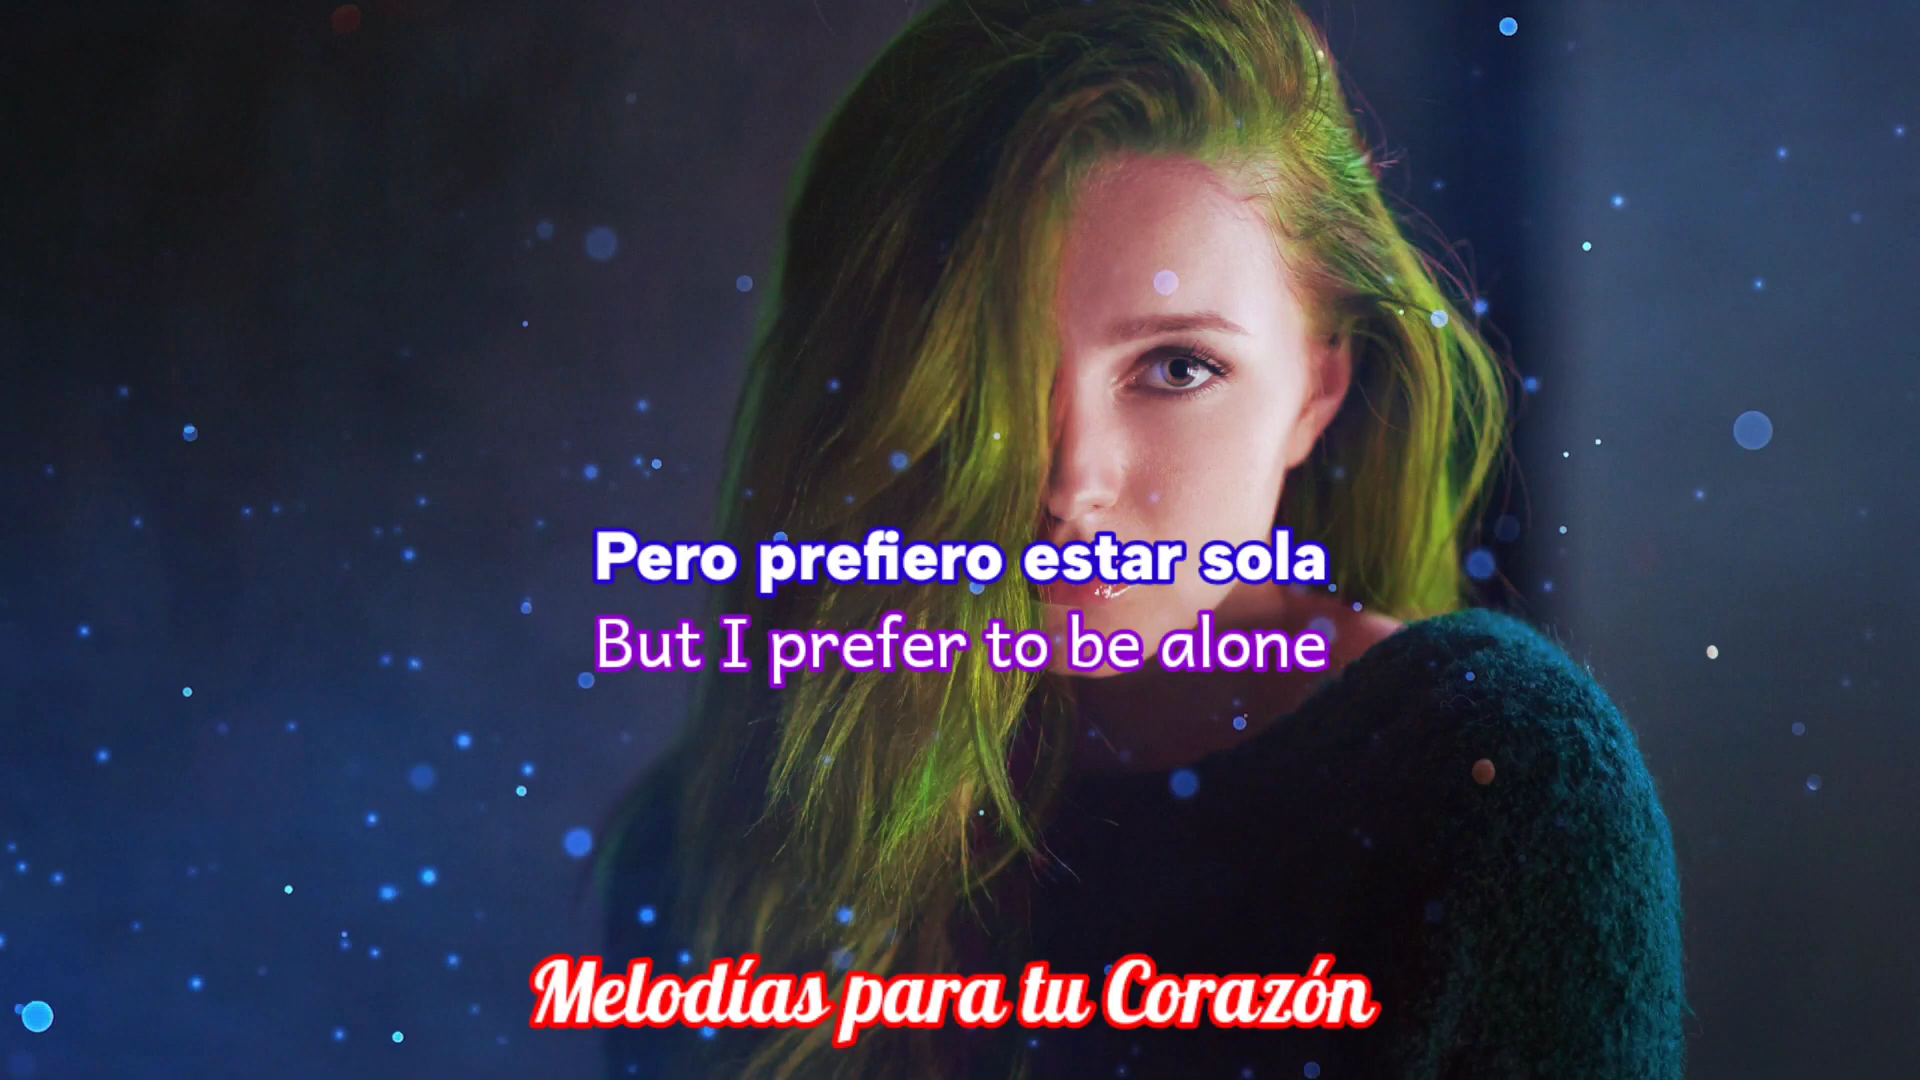 Pero prefiero estar sola
But I prefer to be alone
Melodías para tu Corazón